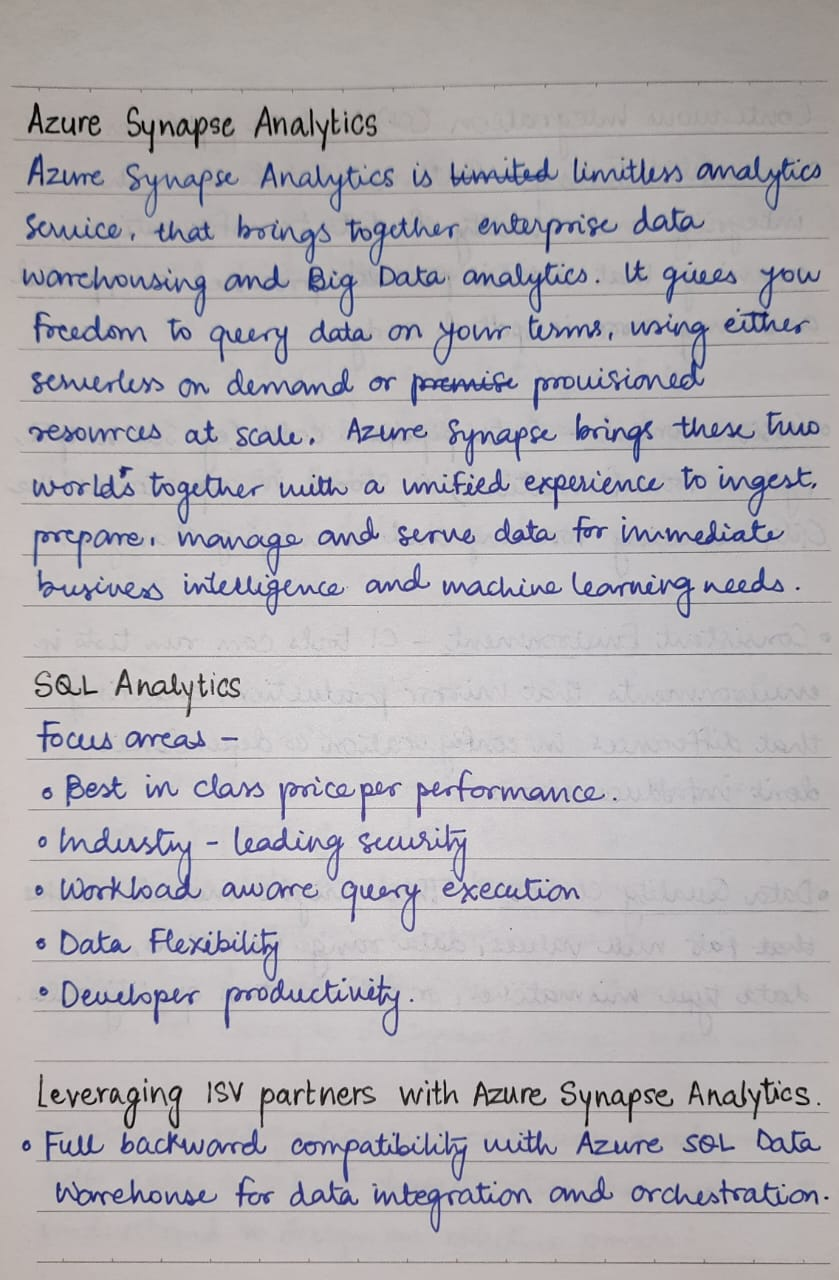 Azure Synapse Analytics
Azure Synapse Analytics is limited limitless analytics
service, that brings together enterprise data
warehousing and Big Data analytics. It gives you
freedom to query data on your terms, using either
serverless on demand or premise provisioned
resources at scale. Azure Synapse brings these two
world's together with a unified experience to ingest,
prepare, manage and serve data for immediate
business intelligence and machine learning needs.
SQL Analytics
Focus areas –
• Best in class price per performance.
• Industry - leading security
• Workload aware query execution
• Data Flexibility
• Developer productivity.
Leveraging ISV partners with Azure Synapse Analytics.
• Full backward compatibility with Azure SQL Data
Warehouse for data integration and orchestration.